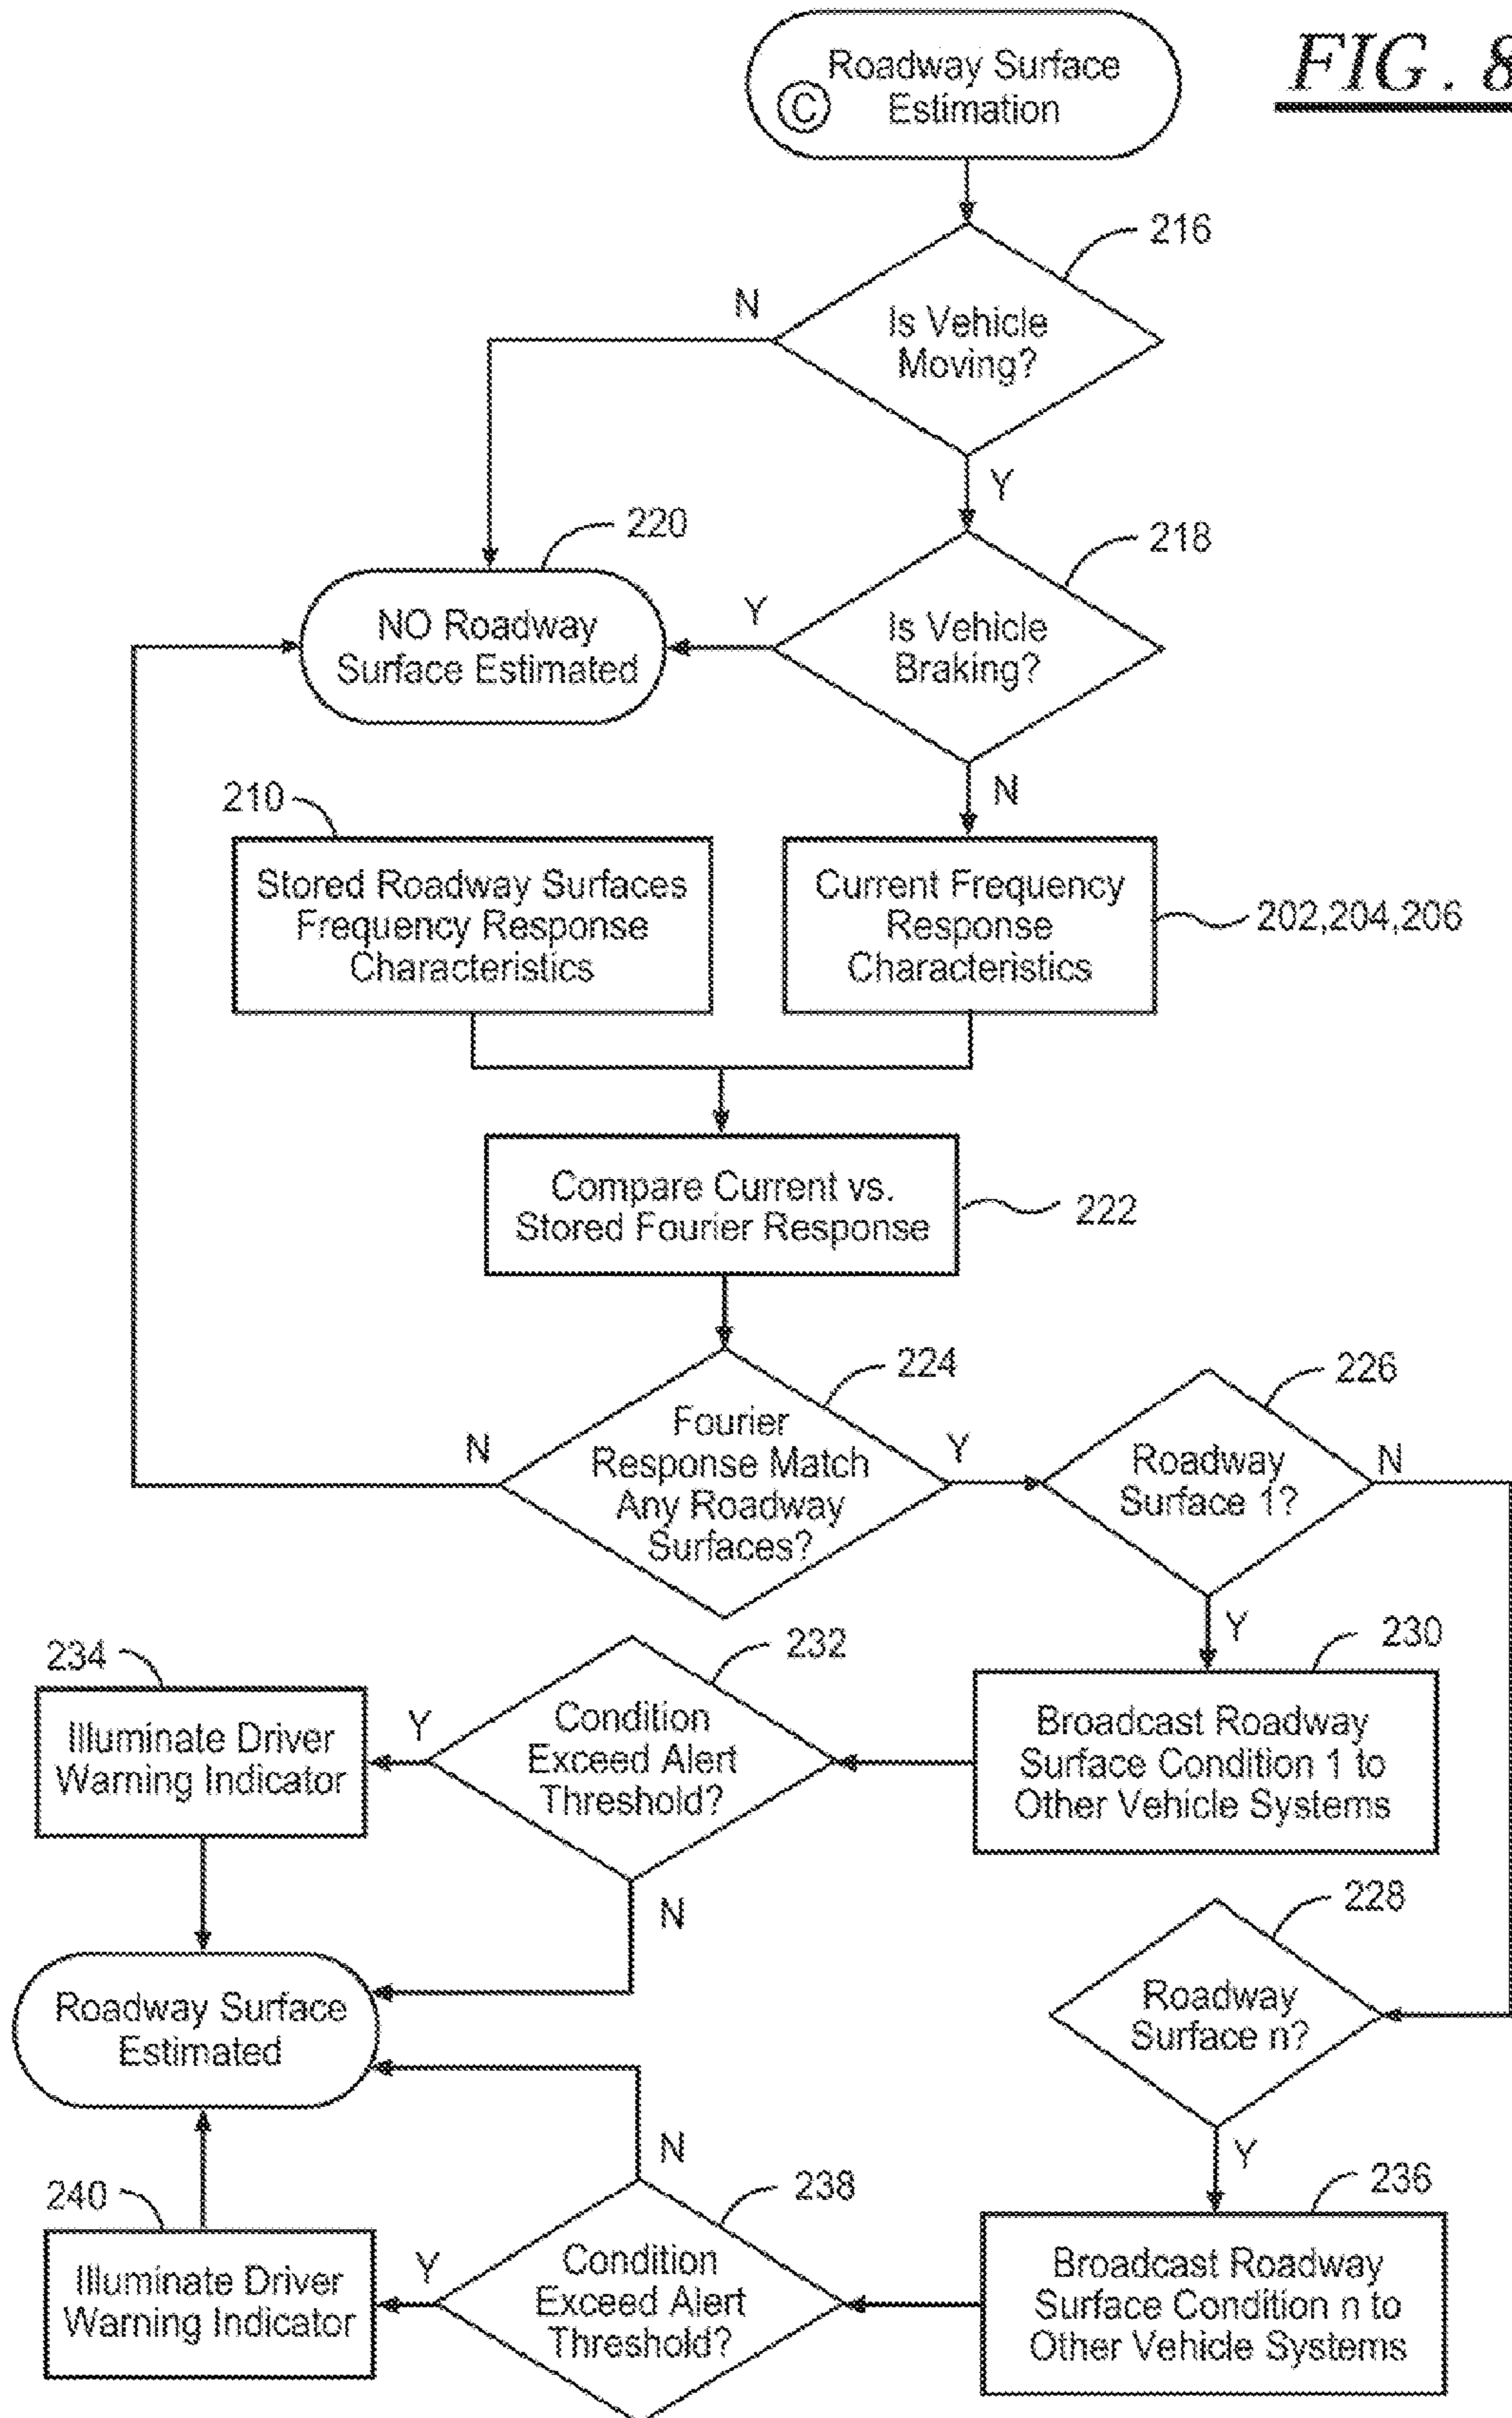 FIG. 8
Roadway Surface
Estimation
C
216
Is Vehicle
Moving?
N
Y
220
218
NO Roadway
Surface Estimated
Y
Is Vehicle
Braking?
N
210
Stored Roadway Surfaces
Frequency Response
Characteristics
Current Frequency
Response
Characteristics
202,204,206
Compare Current vs.
Stored Fourier Response
222
224
Fourier
Response Match
Any Roadway
Surfaces?
N
Y
226
Roadway
Surface 1?
N
Y
230
Broadcast Roadway
Surface Condition 1 to
Other Vehicle Systems
232
Condition
Exceed Alert
Threshold?
Y
N
234
Illuminate Driver
Warning Indicator
228
Roadway
Surface n?
Y
Roadway Surface
Estimated
236
Broadcast Roadway
Surface Condition n to
Other Vehicle Systems
238
Condition
Exceed Alert
Threshold?
N
Y
240
Illuminate Driver
Warning Indicator